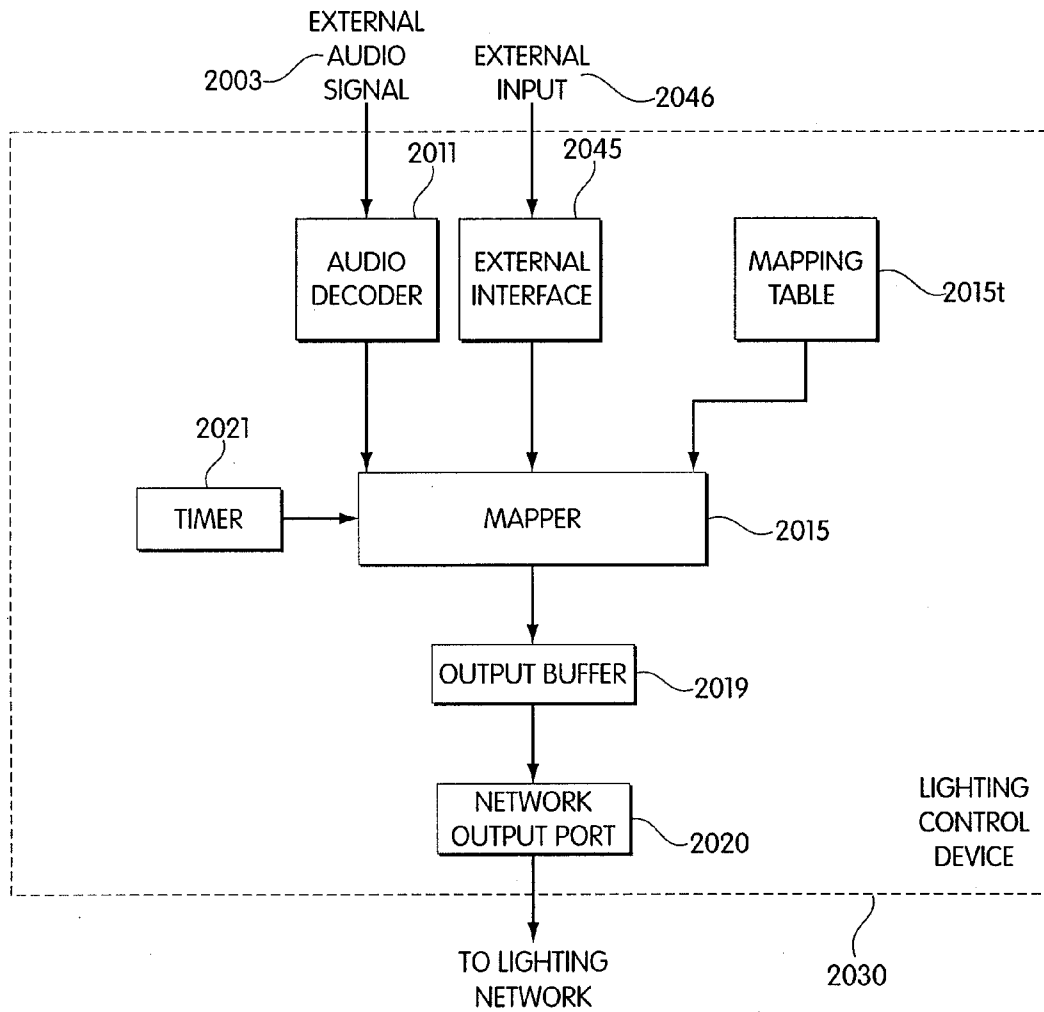 EXTERNAL
AUDIO
SIGNAL
2003
EXTERNAL
INPUT
2046
2011
2045
AUDIO
DECODER
EXTERNAL
INTERFACE
MAPPING
TABLE
2015t
2021
TIMER
MAPPER
2015
OUTPUT BUFFER
2019
NETWORK
OUTPUT PORT
2020
LIGHTING
CONTROL
DEVICE
TO LIGHTING
NETWORK
2030